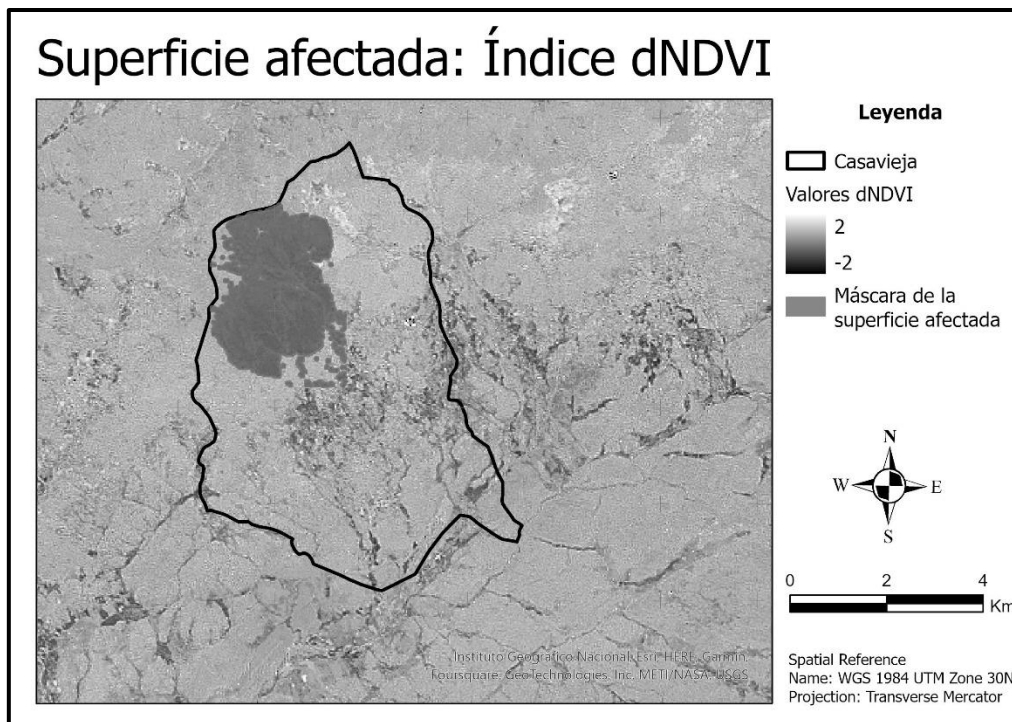 Superficie afectada: Índice dNDVI
Leyenda
Casavieja
Valores dNDVI
2
-2
Máscara de la
superficie afectada
N
W
E
S
0
2
4
Km
Instituto Geográfico Nacional, Esri, HERE, Garmin,
Foursquare, GeoTechnologies, Inc, METI/NASA, USGS
Spatial Reference
Name: WGS 1984 UTM Zone 30N
Projection: Transverse Mercator